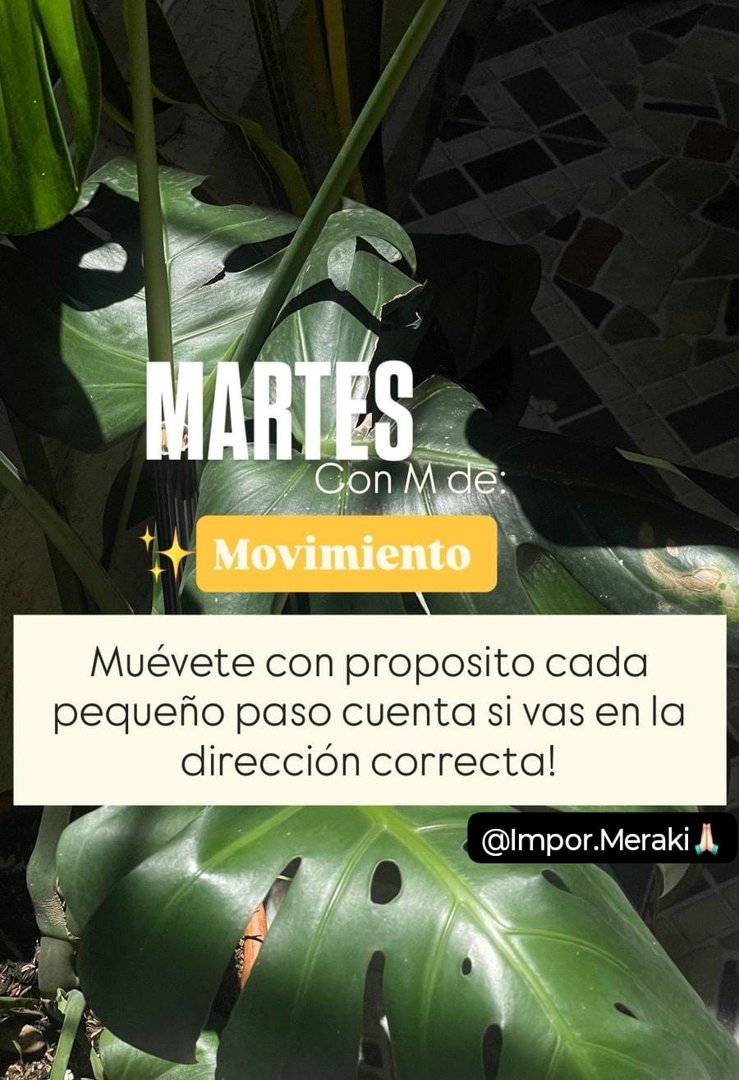 MARTES
Con M de:
✨ Movimiento
Muévete con proposito cada
pequeño paso cuenta si vas en la
dirección correcta!
@Impor.Meraki🙏🏻